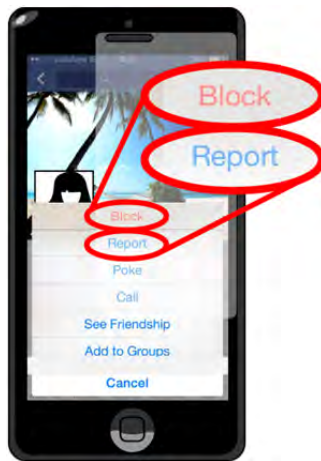 Block
Report
Block
Report
Poke
Call
See Friendship
Add to Groups
Cancel